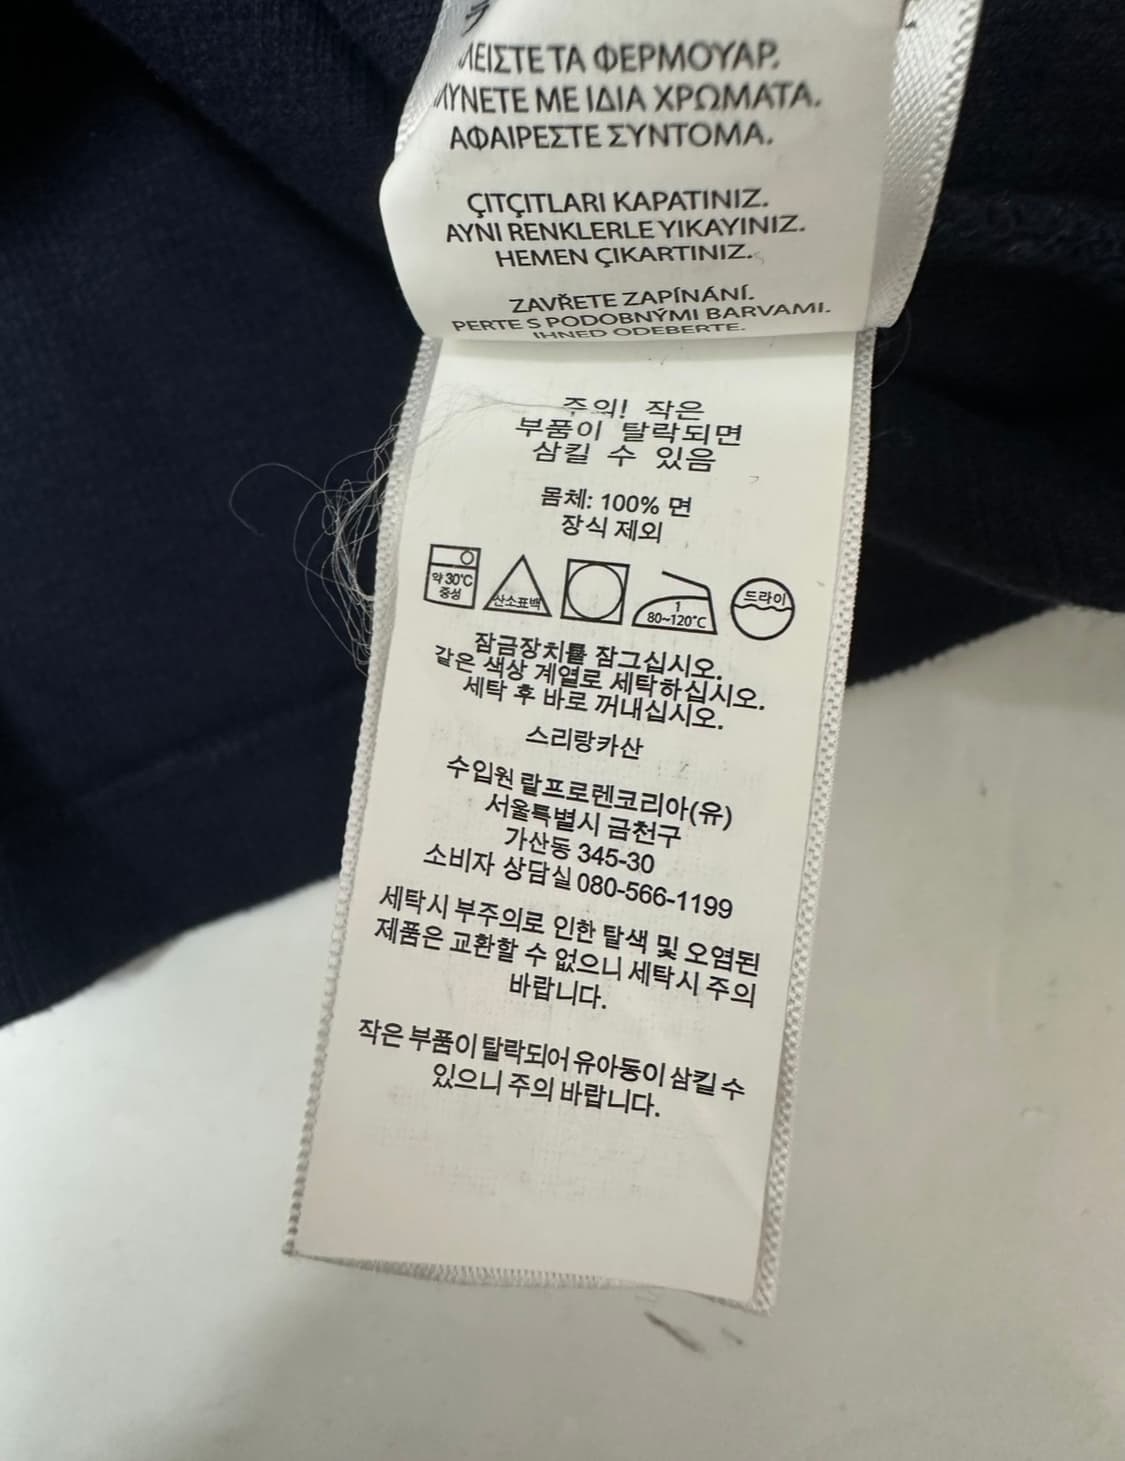 ΤΕ ΤΑ ΦΕΡΜΟΥΑΡ.
ΜΕ ΙΔΙΑ ΧΡΩΜΑΤΑ.
ΑΦΑΙΡΕΣΤΕ ΣΥΝΤΟΜΑ.
ÇITÇITLARI KAPATINIZ.
AYNI RENKLERLE YIKAYINIZ.
HEMEN ÇIKARTINIZ.
ZAVŘETE ZAPÍNÁNÍ.
PERTE S PODOBNÝMI BARVAMI.
IHNED ODEBERTE.
주의! 작은
부품이 탈락되면
삼킬 수 있음
몸체: 100% 면
장식 제외
약 30°C
중성
산소표백
1
80~120°C
드라이
잠금장치를 잠그십시오.
같은 색상 계열로 세탁하십시오.
세탁 후 바로 꺼내십시오.
스리랑카산
수입원 랄프로렌코리아(유)
서울특별시 금천구
가산동 345-30
소비자 상담실 080-566-1199
세탁시 부주의로 인한 탈색 및 오염된
제품은 교환할 수 없으니 세탁시 주의
바랍니다.
작은 부품이 탈락되어 유아동이 삼킬 수
있으니 주의 바랍니다.